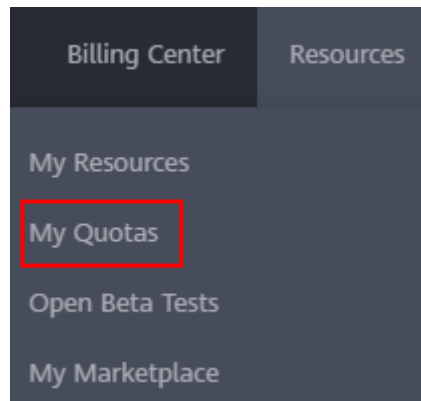 Billing Center Resources
My Resources
My Quotas
Open Beta Tests
My Marketplace